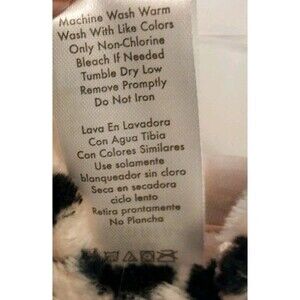 Machine Wash Warm
Wash With Like Colors
Only Non-Chlorine
Bleach If Needed
Tumble Dry Low
Remove Promptly
Do Not Iron
Lava En Lavadora
Con Agua Tibia
Con Colores Similares
Use solamente
blanqueador sin cloro
Seca en secadora
ciclo lento
Retira prontamente
No Plancha